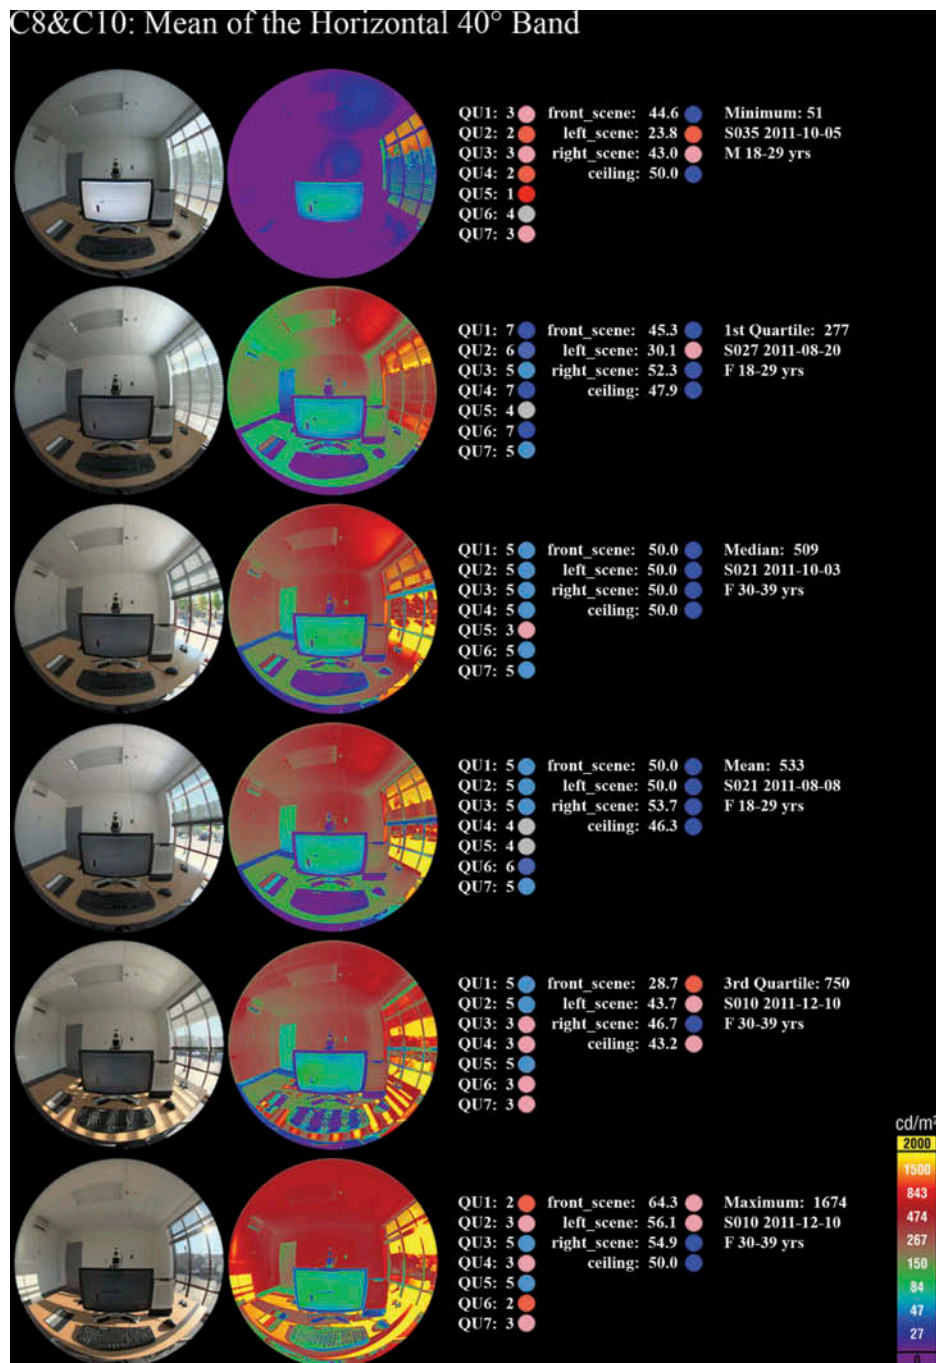 C8&C10: Mean of the Horizontal 40° Band
QU1: 3 front_scene: 44.6 Minimum: 51
QU2: 2 left_scene: 23.8 S035 2011-10-05
QU3: 3 right_scene: 43.0 M 18-29 yrs
QU4: 2 ceiling: 50.0
QU5: 1
QU6: 4
QU7: 3
QU1: 7 front_scene: 45.3 1st Quartile: 277
QU2: 6 left_scene: 30.1 S027 2011-08-20
QU3: 5 right_scene: 52.3 F 18-29 yrs
QU4: 7 ceiling: 47.9
QU5: 4
QU6: 7
QU7: 5
QU1: 5 front_scene: 50.0 Median: 509
QU2: 5 left_scene: 50.0 S021 2011-10-03
QU3: 5 right_scene: 50.0 F 30-39 yrs
QU4: 5 ceiling: 50.0
QU5: 3
QU6: 5
QU7: 5
QU1: 5 front_scene: 50.0 Mean: 533
QU2: 5 left_scene: 50.0 S021 2011-08-08
QU3: 5 right_scene: 53.7 F 18-29 yrs
QU4: 4 ceiling: 46.3
QU5: 4
QU6: 6
QU7: 5
QU1: 5 front_scene: 28.7 3rd Quartile: 750
QU2: 5 left_scene: 43.7 S010 2011-12-10
QU3: 3 right_scene: 46.7 F 30-39 yrs
QU4: 3 ceiling: 43.2
QU5: 5
QU6: 3
QU7: 3
QU1: 2 front_scene: 64.3 Maximum: 1674
QU2: 3 left_scene: 56.1 S010 2011-12-10
QU3: 5 right_scene: 54.9 F 30-39 yrs
QU4: 3 ceiling: 50.0
QU5: 5
QU6: 2
QU7: 3
cd/m²
2000
1500
843
474
267
150
84
47
27
0